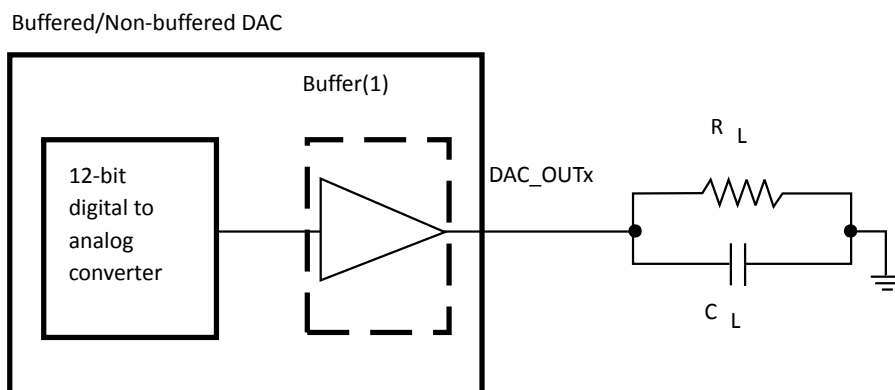 Buffered/Non-buffered DAC
Buffer(1)
12-bit
digital to
analog
converter
DAC_OUTx
R L
C L